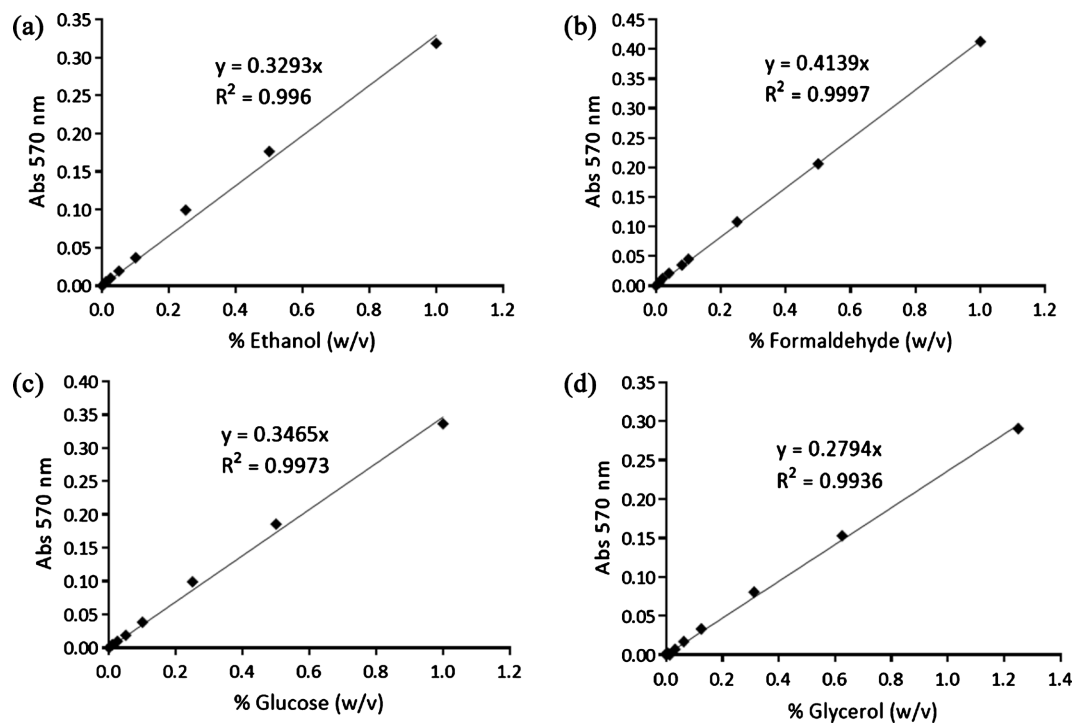 (a)
0.35
0.30
0.25
0.20
0.15
0.10
0.05
0.00
Abs 570 nm
y = 0.3293x
R² = 0.996
0.0 0.2 0.4 0.6 0.8 1.0 1.2
% Ethanol (w/v)
(b)
0.45
0.40
0.35
0.30
0.25
0.20
0.15
0.10
0.05
0.00
Abs 570 nm
y = 0.4139x
R² = 0.9997
0.0 0.2 0.4 0.6 0.8 1.0 1.2
% Formaldehyde (w/v)
(c)
0.40
0.35
0.30
0.25
0.20
0.15
0.10
0.05
0.00
Abs 570 nm
y = 0.3465x
R² = 0.9973
0.0 0.2 0.4 0.6 0.8 1.0 1.2
% Glucose (w/v)
(d)
0.35
0.30
0.25
0.20
0.15
0.10
0.05
0.00
Abs 570 nm
y = 0.2794x
R² = 0.9936
0.0 0.2 0.4 0.6 0.8 1.0 1.2 1.4
% Glycerol (w/v)